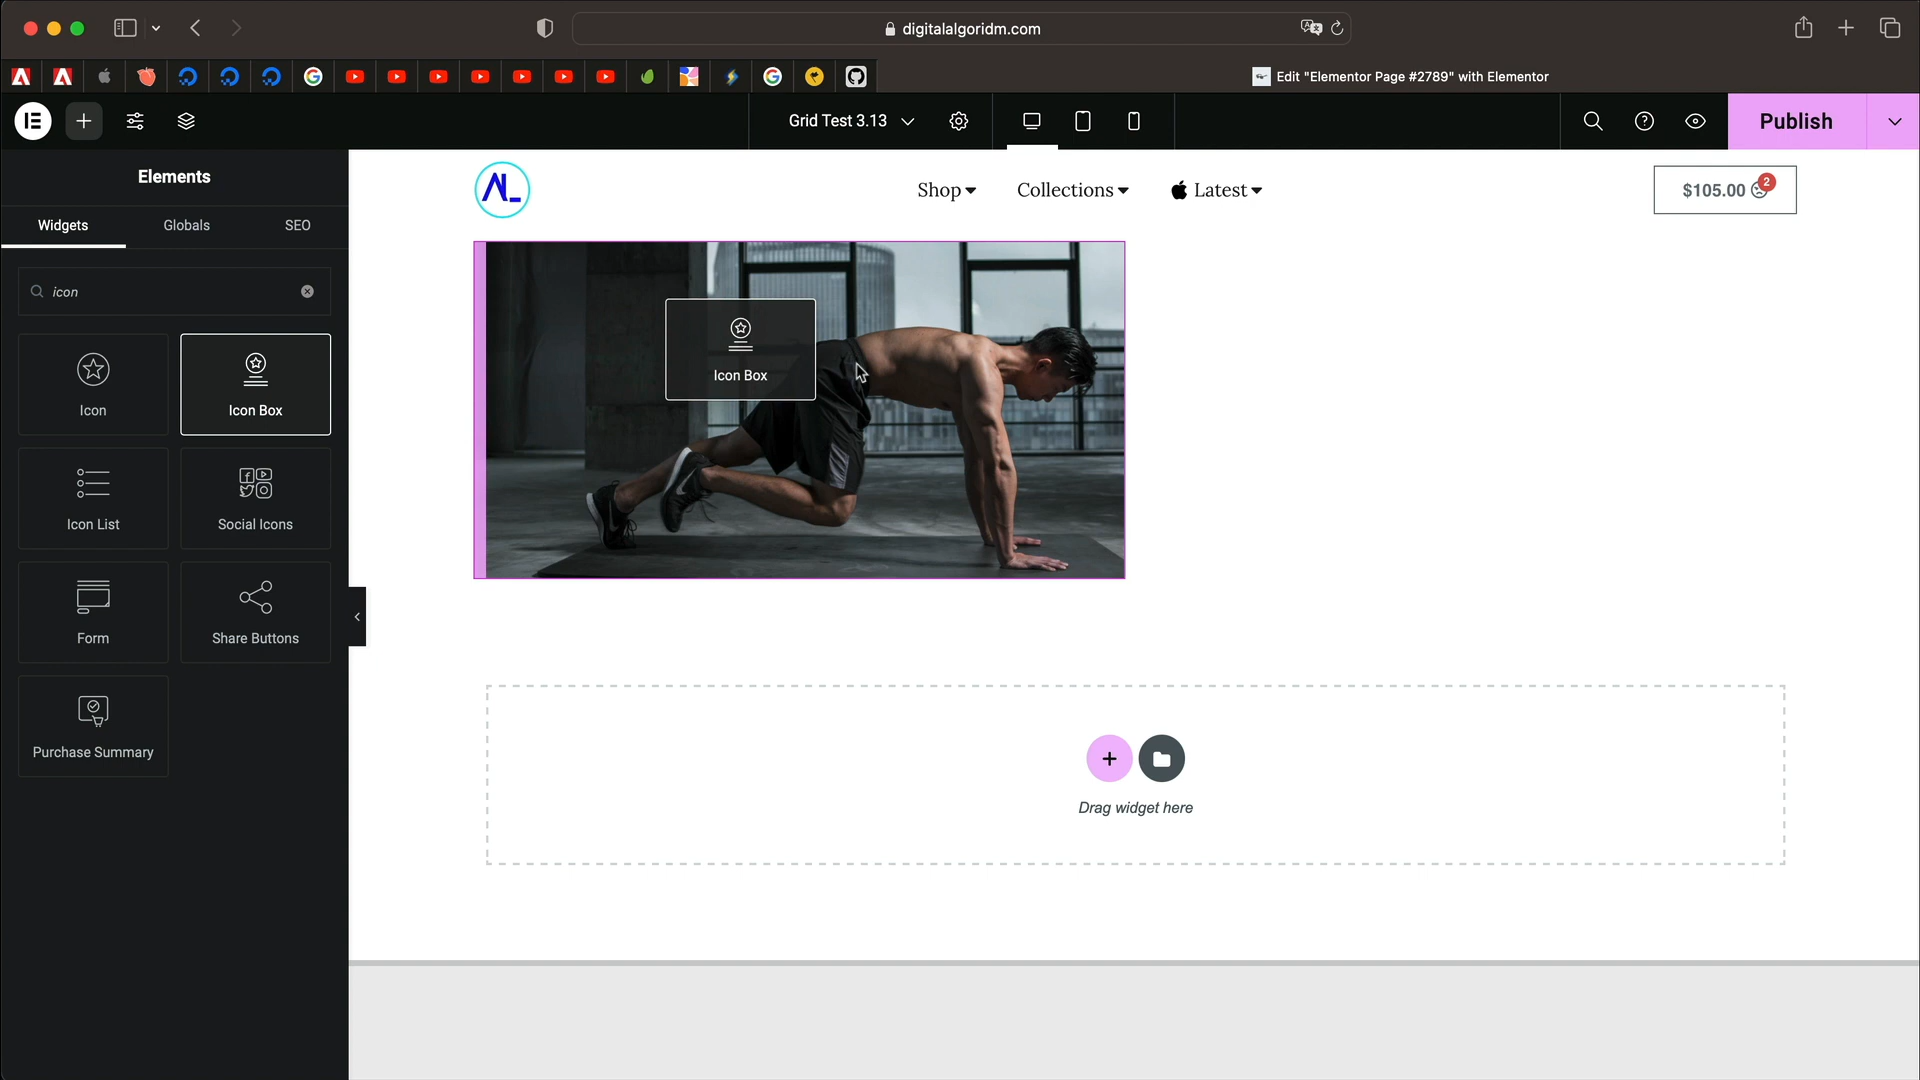 digitalalgoridm.com
Edit "Elementor Page #2789" with Elementor
Grid Test 3.13
Publish
Elements
Widgets
Globals
SEO
icon
Icon
Icon Box
Icon List
Social Icons
Form
Share Buttons
Purchase Summary
AL_
Shop
Collections
Latest
$105.00
2
Icon Box
Drag widget here